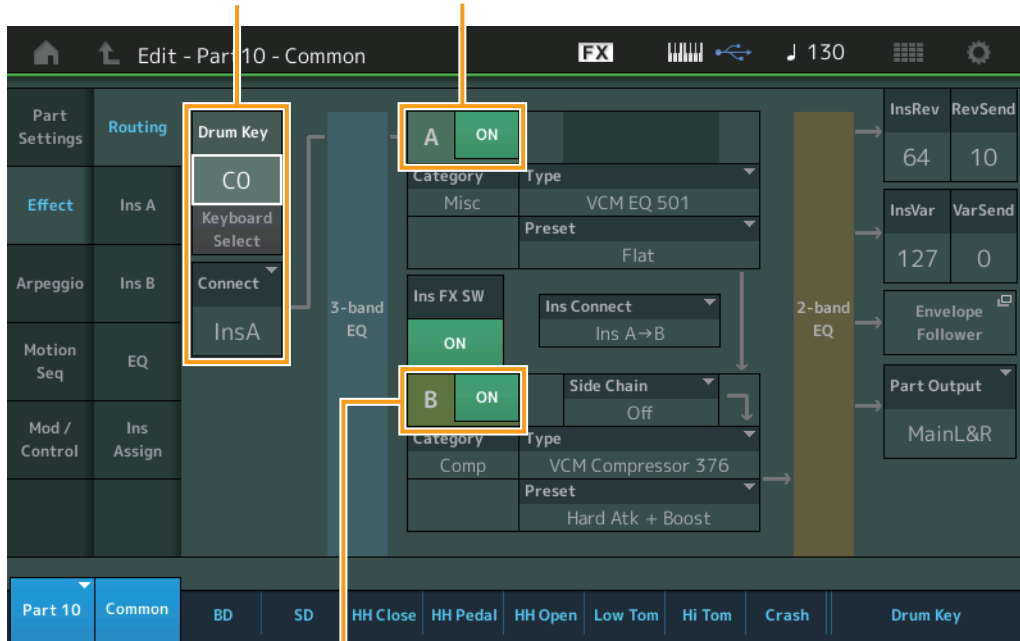 Edit - Part10 - Common
FX
♩ 130
Part Settings
Effect
Arpeggio
Motion Seq
Mod / Control
Routing
Ins A
Ins B
EQ
Ins Assign
Drum Key
C0
Keyboard Select
Connect
InsA
3-band EQ
A
ON
Category
Misc
Type
VCM EQ 501
Preset
Flat
Ins FX SW
ON
Ins Connect
Ins A→B
B
ON
Side Chain
Off
Category
Comp
Type
VCM Compressor 376
Preset
Hard Atk + Boost
2-band EQ
InsRev
64
RevSend
10
InsVar
127
VarSend
0
Envelope Follower
Part Output
MainL&R
Part 10
Common
BD
SD
HH Close
HH Pedal
HH Open
Low Tom
Hi Tom
Crash
Drum Key